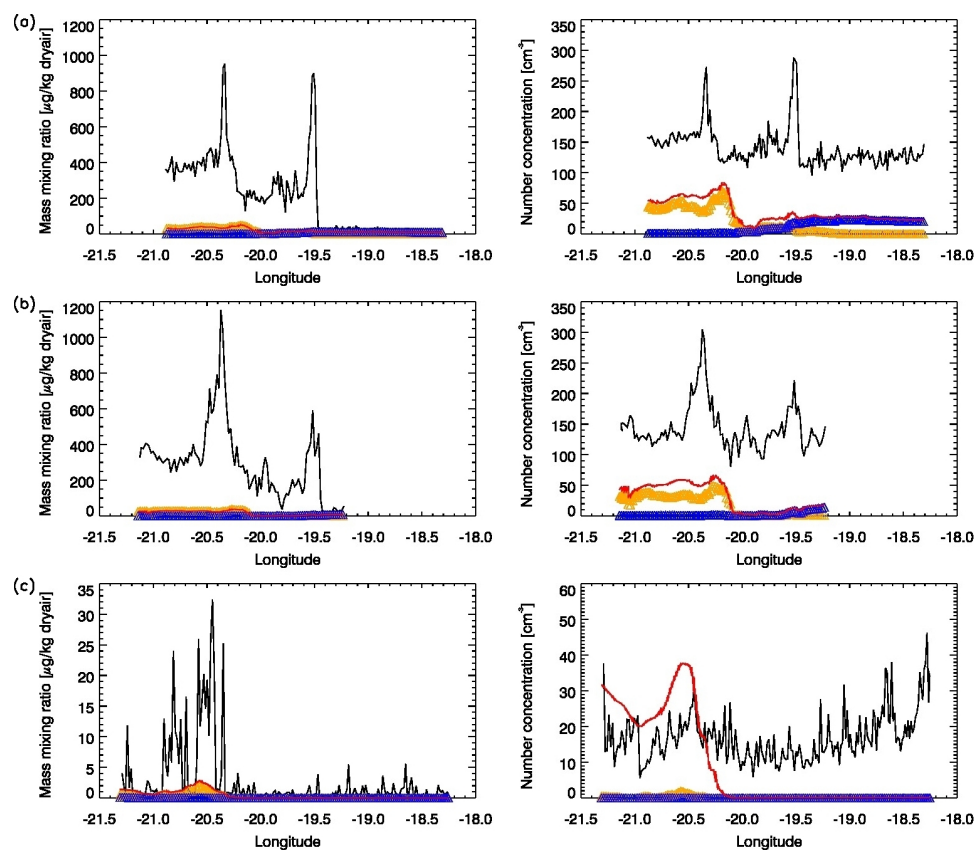 (a)
Mass mixing ratio [μg/kg dryair]
1200
1000
800
600
400
200
0
-21.5 -21.0 -20.5 -20.0 -19.5 -19.0 -18.5 -18.0
Longitude
Number concentration [cm⁻³]
350
300
250
200
150
100
50
0
-21.5 -21.0 -20.5 -20.0 -19.5 -19.0 -18.5 -18.0
Longitude
(b)
Mass mixing ratio [μg/kg dryair]
1200
1000
800
600
400
200
0
-21.5 -21.0 -20.5 -20.0 -19.5 -19.0 -18.5 -18.0
Longitude
Number concentration [cm⁻³]
350
300
250
200
150
100
50
0
-21.5 -21.0 -20.5 -20.0 -19.5 -19.0 -18.5 -18.0
Longitude
(c)
Mass mixing ratio [μg/kg dryair]
35
30
25
20
15
10
5
0
-21.5 -21.0 -20.5 -20.0 -19.5 -19.0 -18.5 -18.0
Longitude
Number concentration [cm⁻³]
60
50
40
30
20
10
0
-21.5 -21.0 -20.5 -20.0 -19.5 -19.0 -18.5 -18.0
Longitude